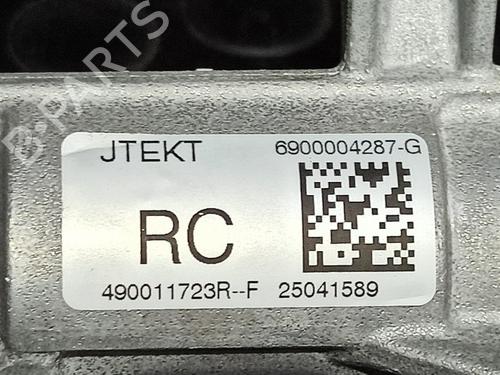 B-PARTS
JTEKT 6900004287-G
RC
490011723R--F 25041589